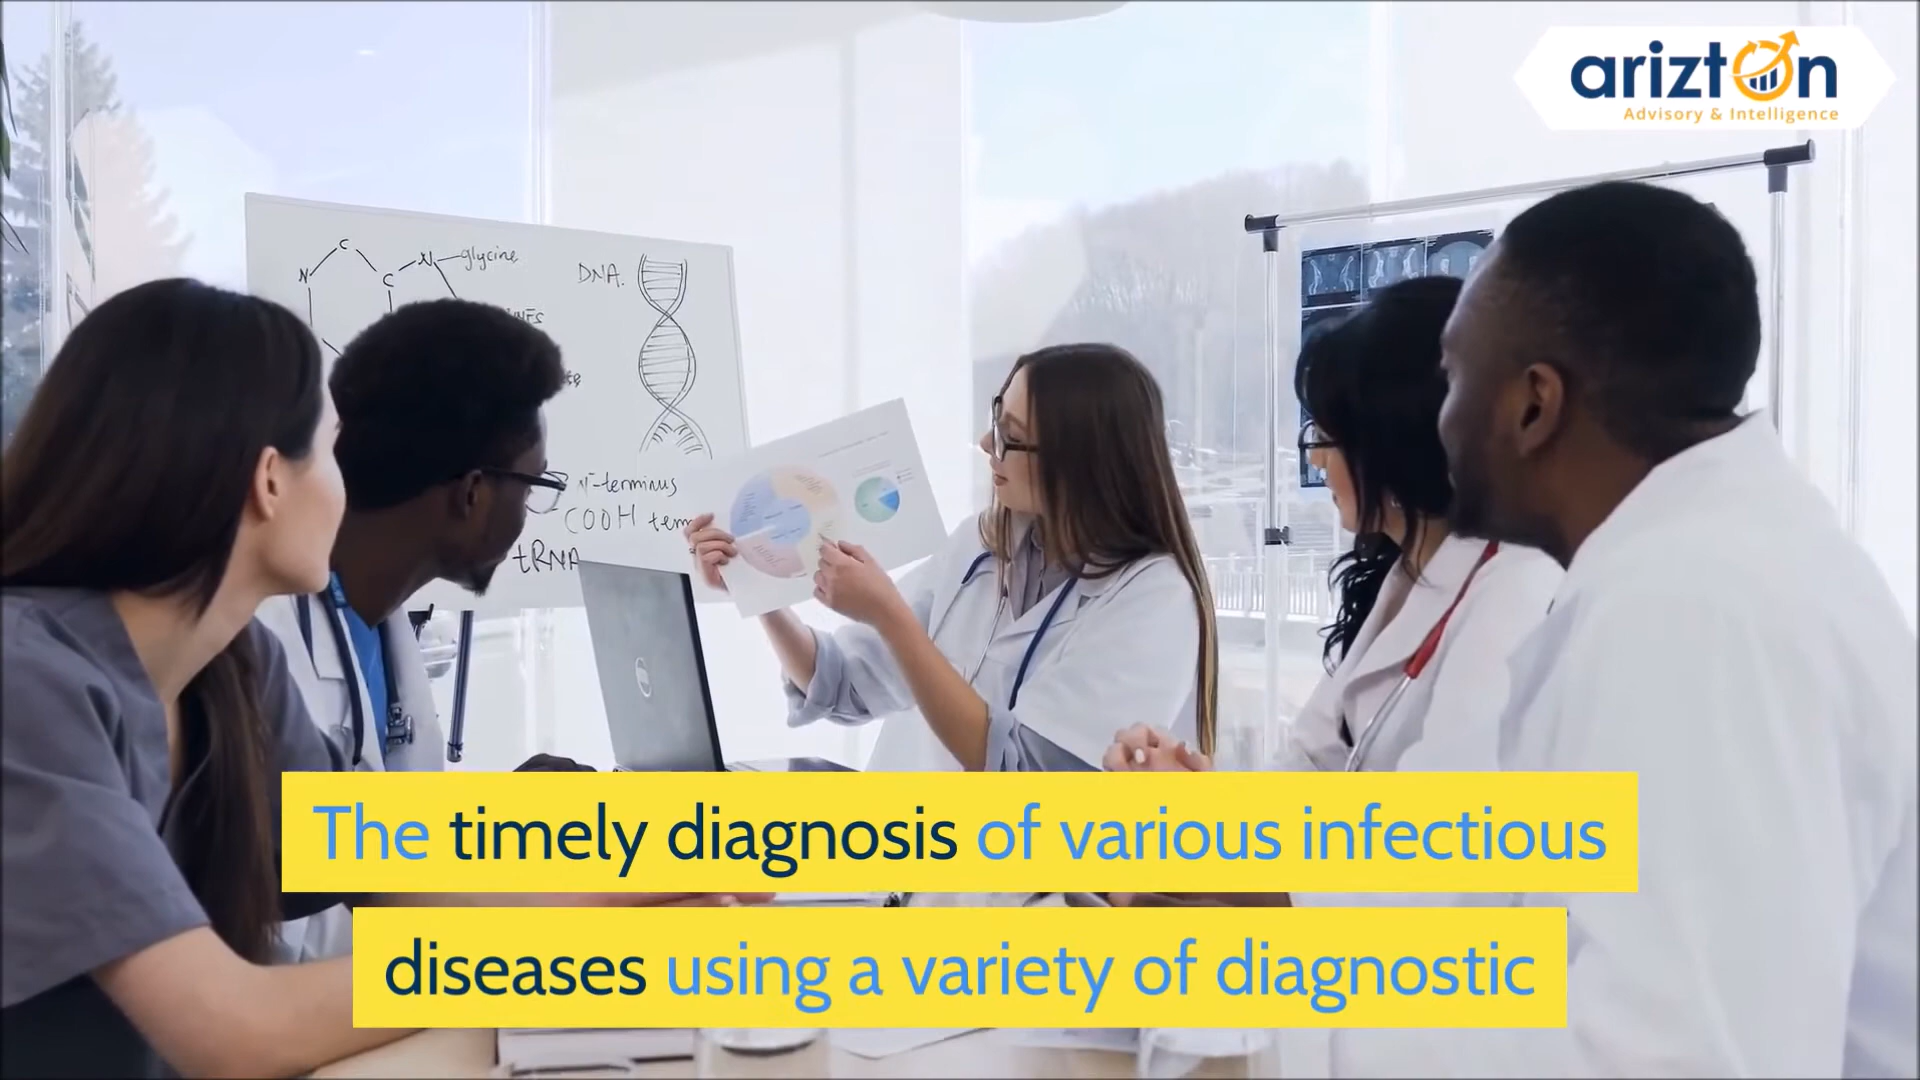 arizton
Advisory & Intelligence
C
N
C
N
glycine
DNA.
N-terminus
COOH
tRNA
The timely diagnosis of various infectious
diseases using a variety of diagnostic